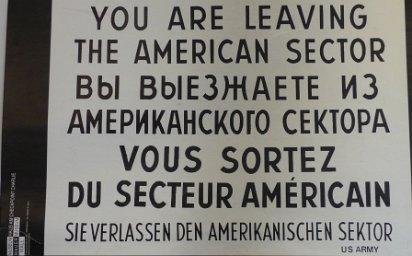 YOU ARE LEAVING
THE AMERICAN SECTOR
ВЫ ВЫЕЗЖАЕТЕ ИЗ
АМЕРИКАНСКОГО СЕКТОРА
VOUS SORTEZ
DU SECTEUR AMÉRICAIN
SIE VERLASSEN DEN AMERIKANISCHEN SEKTOR
US ARMY